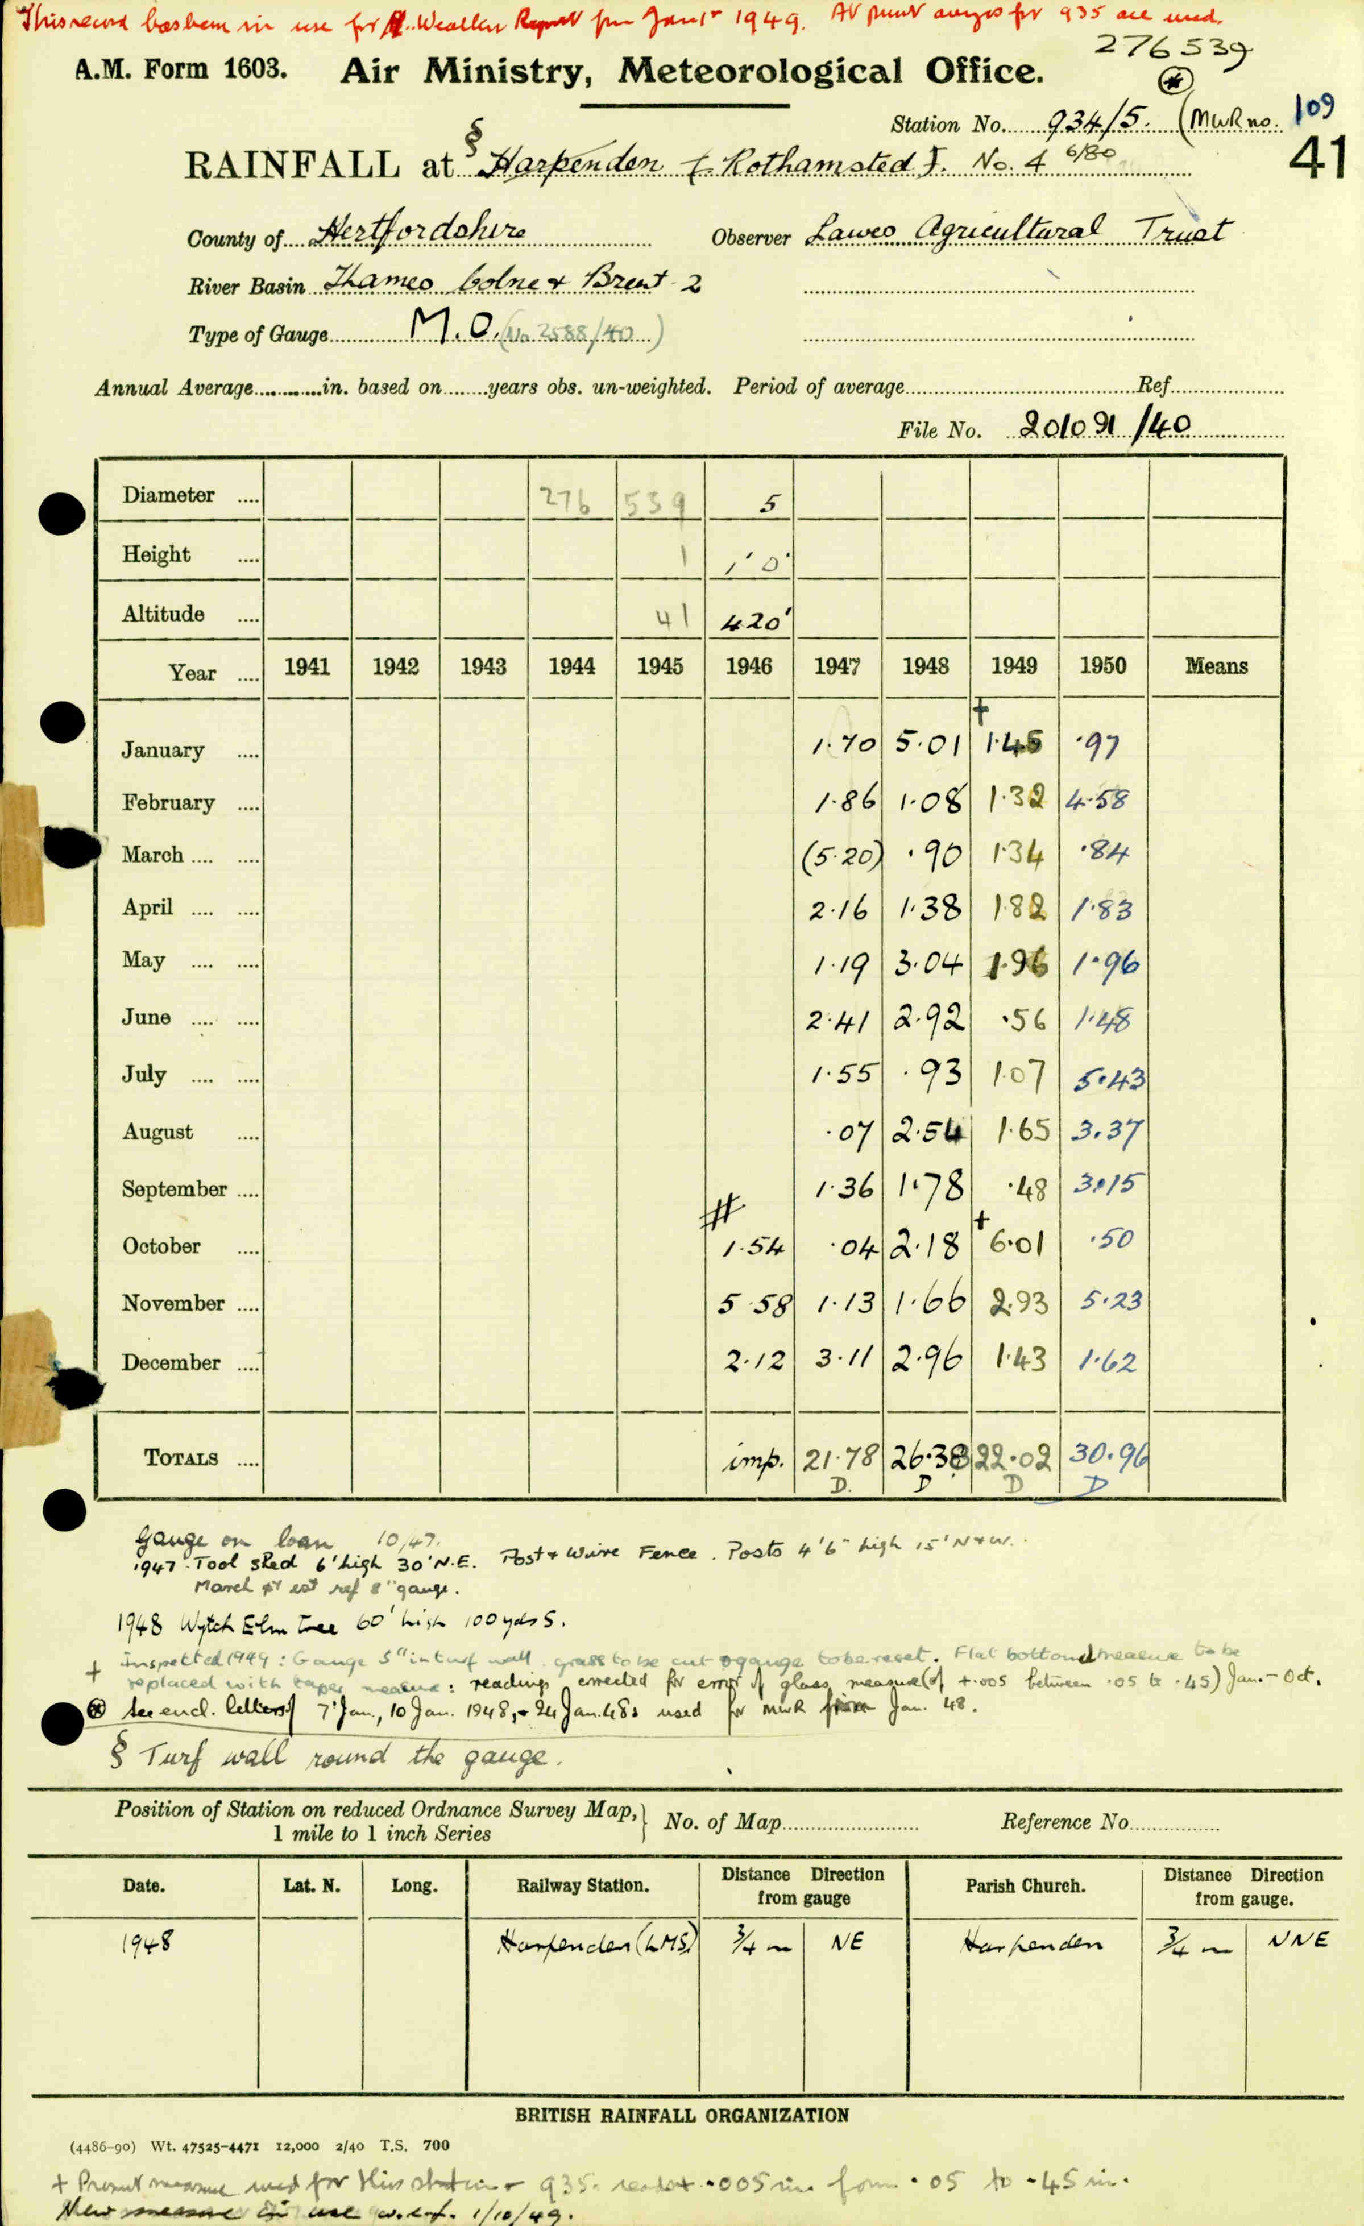 This record has been in use for M. Weather Report from Jan 1st 1949. At present averages for 935 are used.
276539
A.M. Form 1603. Air Ministry, Meteorological Office.
Station No. 934/5. (MWR no. 109
41
RAINFALL at § Harpenden (Rothamsted). No. 4 6/80
County of Hertfordshire Observer Lawes Agricultural Trust
River Basin Thames Colne & Brent 2
Type of Gauge M.O. (No 2588/40)
Annual Average in. based on years obs. un-weighted. Period of average Ref.
File No. 201091/40
Diameter 276 539 5
Height 1 1' 0"
Altitude 41 420'
Year 1941 1942 1943 1944 1945 1946 1947 1948 1949 1950 Means
January 1.70 5.01 † 1.45 .97
February 1.86 1.08 1.32 4.58
March (5.20) .90 1.34 .84
April 2.16 1.38 1.82 1.83
May 1.19 3.04 1.96 1.96
June 2.41 2.92 .56 1.48
July 1.55 .93 1.07 5.43
August .07 2.54 1.65 3.37
September 1.36 1.78 .48 3.15
October # 1.54 .04 2.18 † 6.01 .50
November 5.58 1.13 1.66 2.93 5.23
December 2.12 3.11 2.96 1.43 1.62
TOTALS imp. 21.78 26.38 22.02 30.96
D. D D D
Gauge on loan 10/47.
1947. Tool shed 6' high 30' N.E. Post & Wire Fence. Posts 4'6" high 15' N & W.
March est ref 8" gauge.
1948 Wytch Elm tree 60' high 100 yds S.
† Inspected 1949: Gauge 5" in turf wall. grass to be cut & gauge to be reset. Flat bottomed measure to be
replaced with taper measure: readings corrected for error of glass measure (of +.005 between .05 to .45) Jan.-Oct.
⊛ See encl. letters 7 Jan., 10 Jan. 1948, - 24 Jan. 48: used for MWR from Jan. 48.
§ Turf wall round the gauge.
Position of Station on reduced Ordnance Survey Map, 1 mile to 1 inch Series } No. of Map Reference No.
Date. Lat. N. Long. Railway Station. Distance Direction from gauge Parish Church. Distance Direction from gauge.
1948 Harpenden (LMS) 3/4 m NE Harpenden 3/4 m NNE
BRITISH RAINFALL ORGANIZATION
(4486-90) Wt. 47525-4471 12,000 2/40 T.S. 700
+ Present measure used for this station - 935. reads + .005 in from .05 to .45 in.
New measure in use w.e.f. 1/10/49.